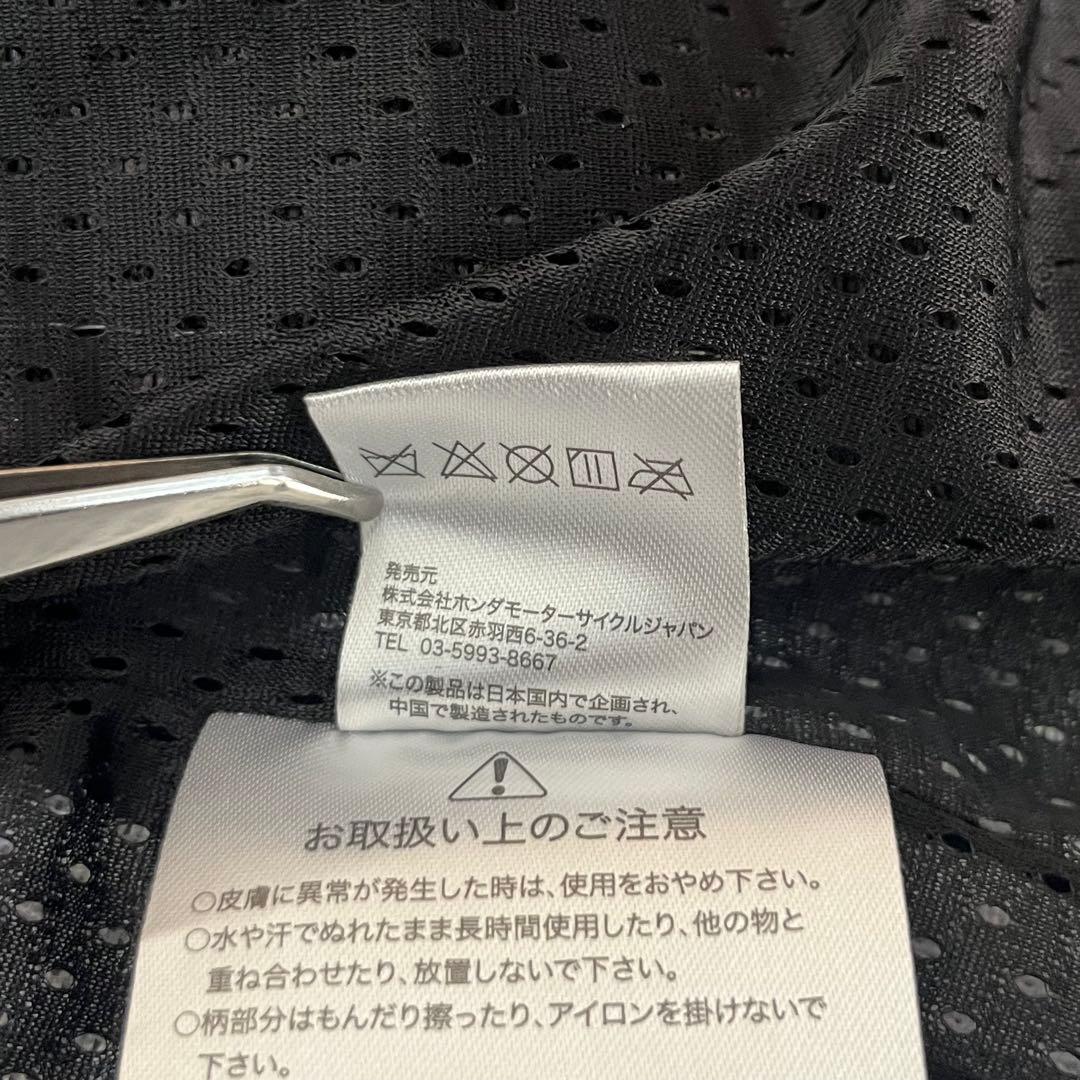 発売元
株式会社ホンダモーターサイクルジャパン
東京都北区赤羽西6-36-2
TEL 03-5993-8667
※この製品は日本国内で企画され、
中国で製造されたものです。
お取扱い上のご注意
○皮膚に異常が発生した時は、使用をおやめ下さい。
○水や汗でぬれたまま長時間使用したり、他の物と
重ね合わせたり、放置しないで下さい。
○柄部分はもんだり擦ったり、アイロンを掛けないで
下さい。